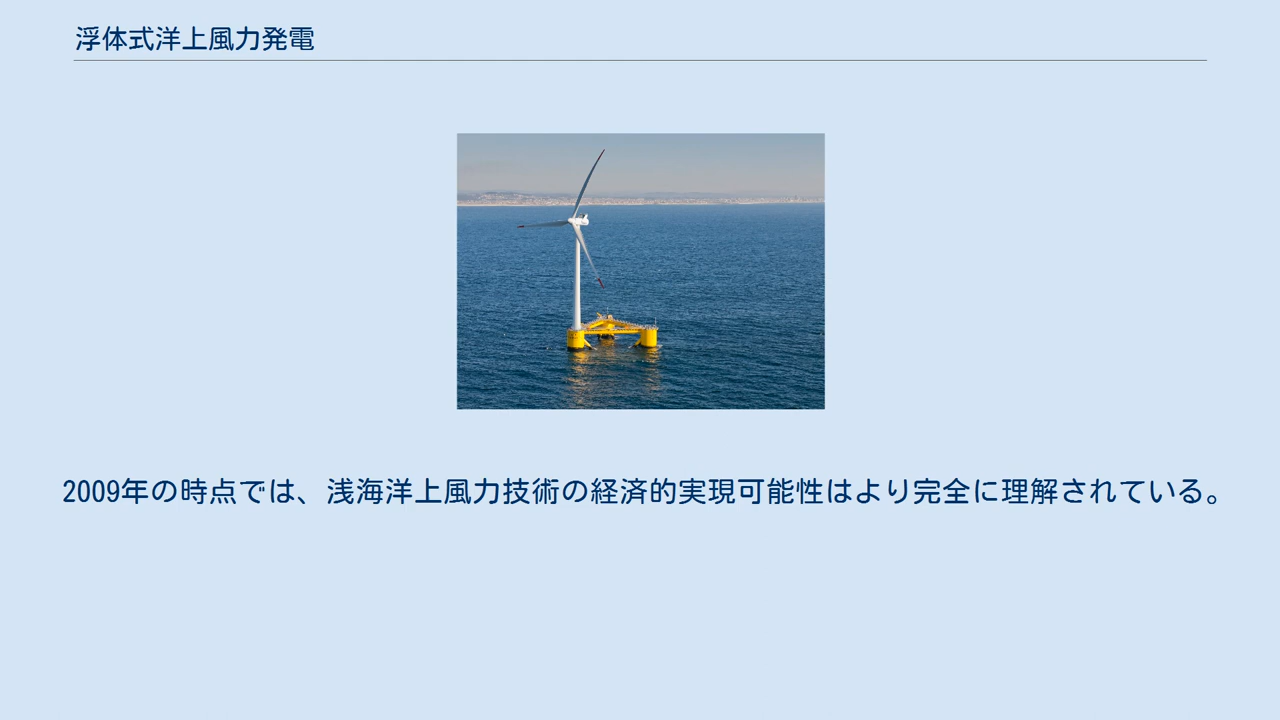 浮体式洋上風力発電
2009年の時点では、浅海洋上風力技術の経済的実現可能性はより完全に理解されている。